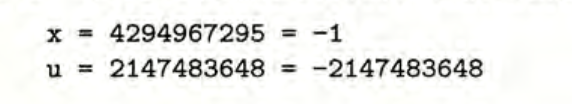 x = 4294967295 = -1
u = 2147483648 = -2147483648